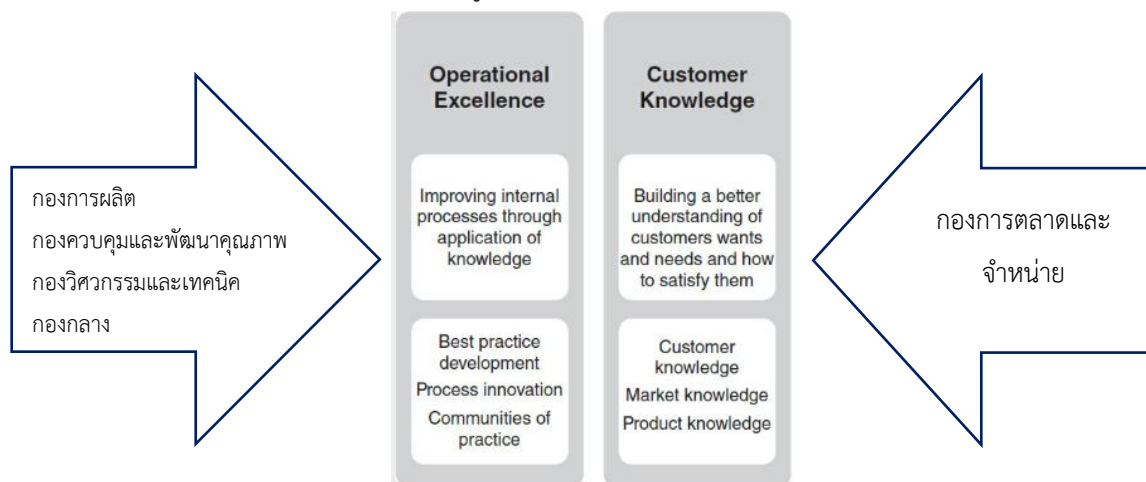 กองการผลิต
กองควบคุมและพัฒนาคุณภาพ
กองวิศวกรรมและเทคนิค
กองกลาง
Operational
Excellence
Improving internal
processes through
application of
knowledge
Best practice
development
Process innovation
Communities of
practice
Customer
Knowledge
Building a better
understanding of
customers wants
and needs and how
to satisfy them
Customer
knowledge
Market knowledge
Product knowledge
กองการตลาดและ
จำหน่าย